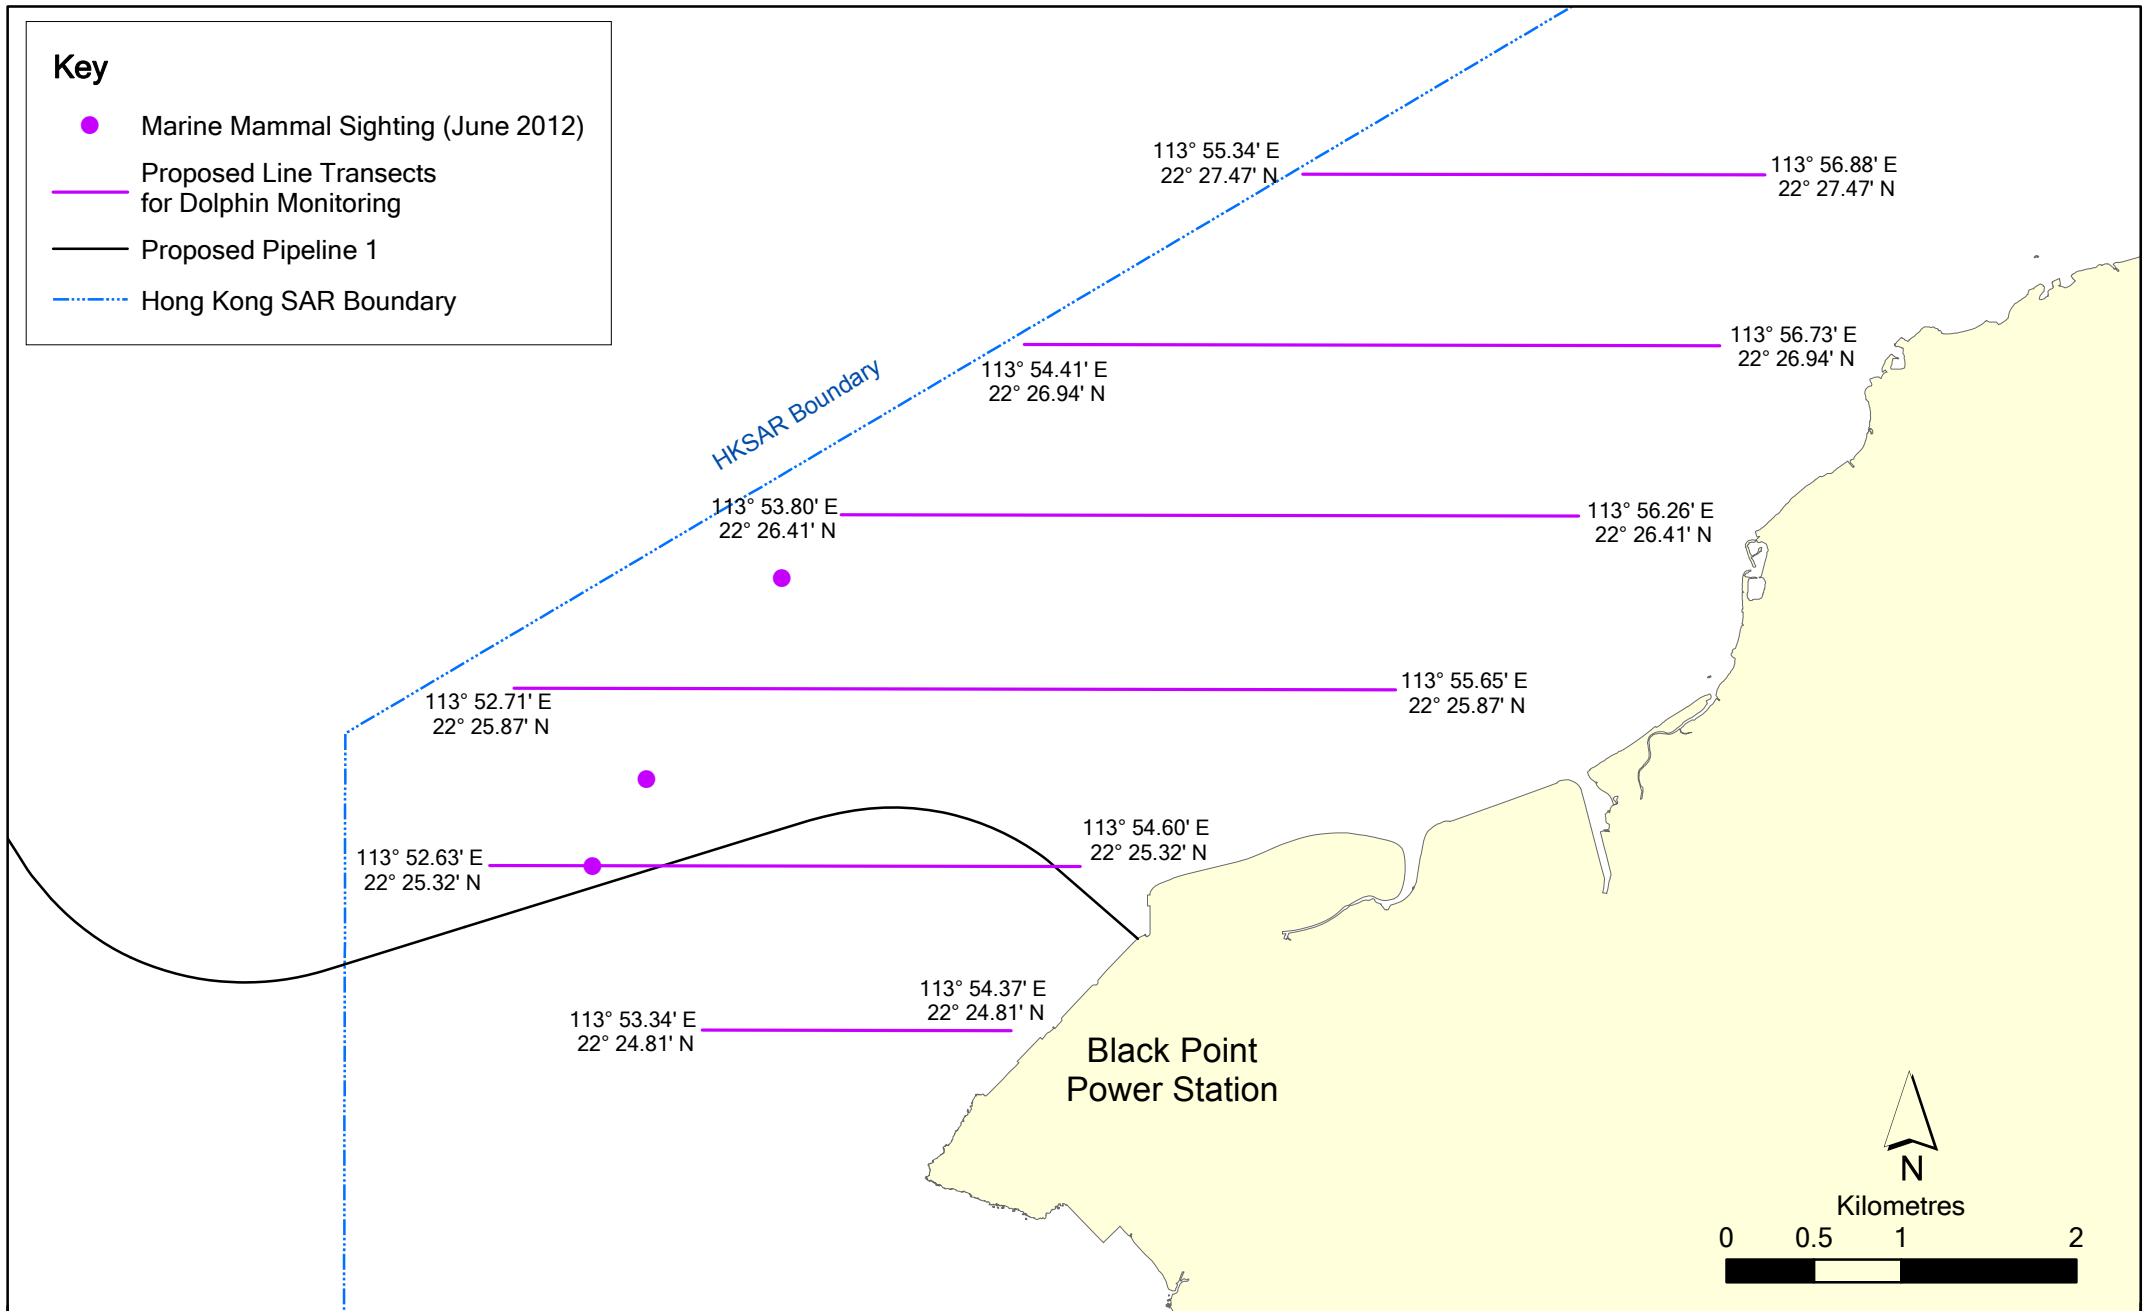 Key
Marine Mammal Sighting (June 2012)
Proposed Line Transects
for Dolphin Monitoring
Proposed Pipeline 1
Hong Kong SAR Boundary
113° 55.34' E
22° 27.47' N
113° 56.88' E
22° 27.47' N
113° 56.73' E
22° 26.94' N
113° 54.41' E
22° 26.94' N
HKSAR Boundary
113° 53.80' E
22° 26.41' N
113° 56.26' E
22° 26.41' N
113° 52.71' E
22° 25.87' N
113° 55.65' E
22° 25.87' N
113° 54.60' E
22° 25.32' N
113° 52.63' E
22° 25.32' N
113° 54.37' E
22° 24.81' N
113° 53.34' E
22° 24.81' N
Black Point
Power Station
N
Kilometres
0 0.5 1 2